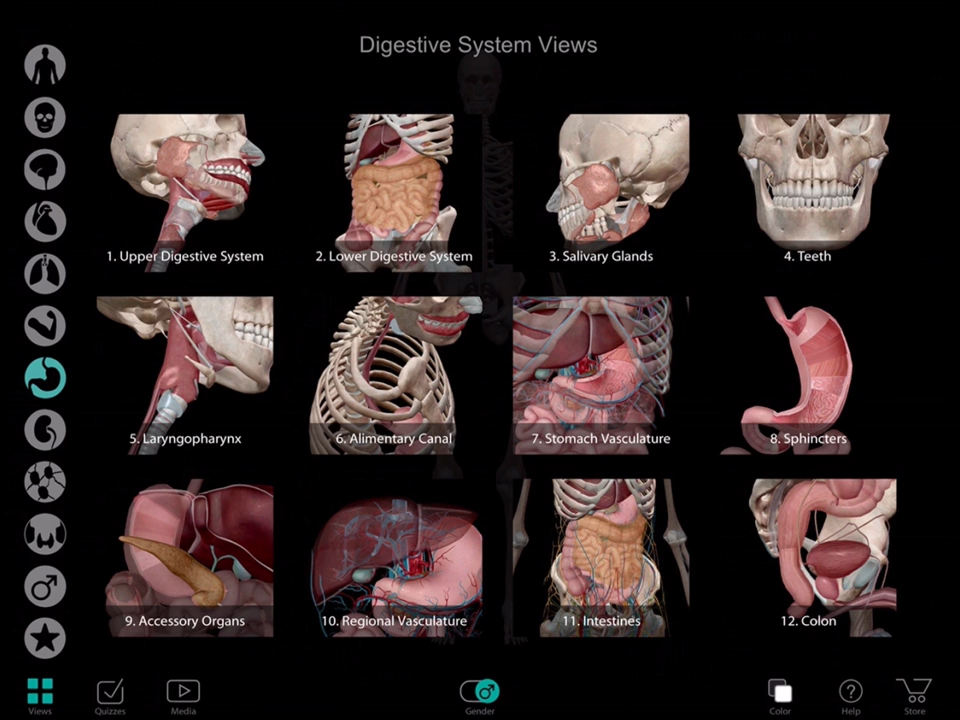 Digestive System Views
1. Upper Digestive System
2. Lower Digestive System
3. Salivary Glands
4. Teeth
5. Laryngopharynx
6. Alimentary Canal
7. Stomach Vasculature
8. Sphincters
9. Accessory Organs
10. Regional Vasculature
11. Intestines
12. Colon
Views
Quizzes
Media
Gender
Color
Help
Store